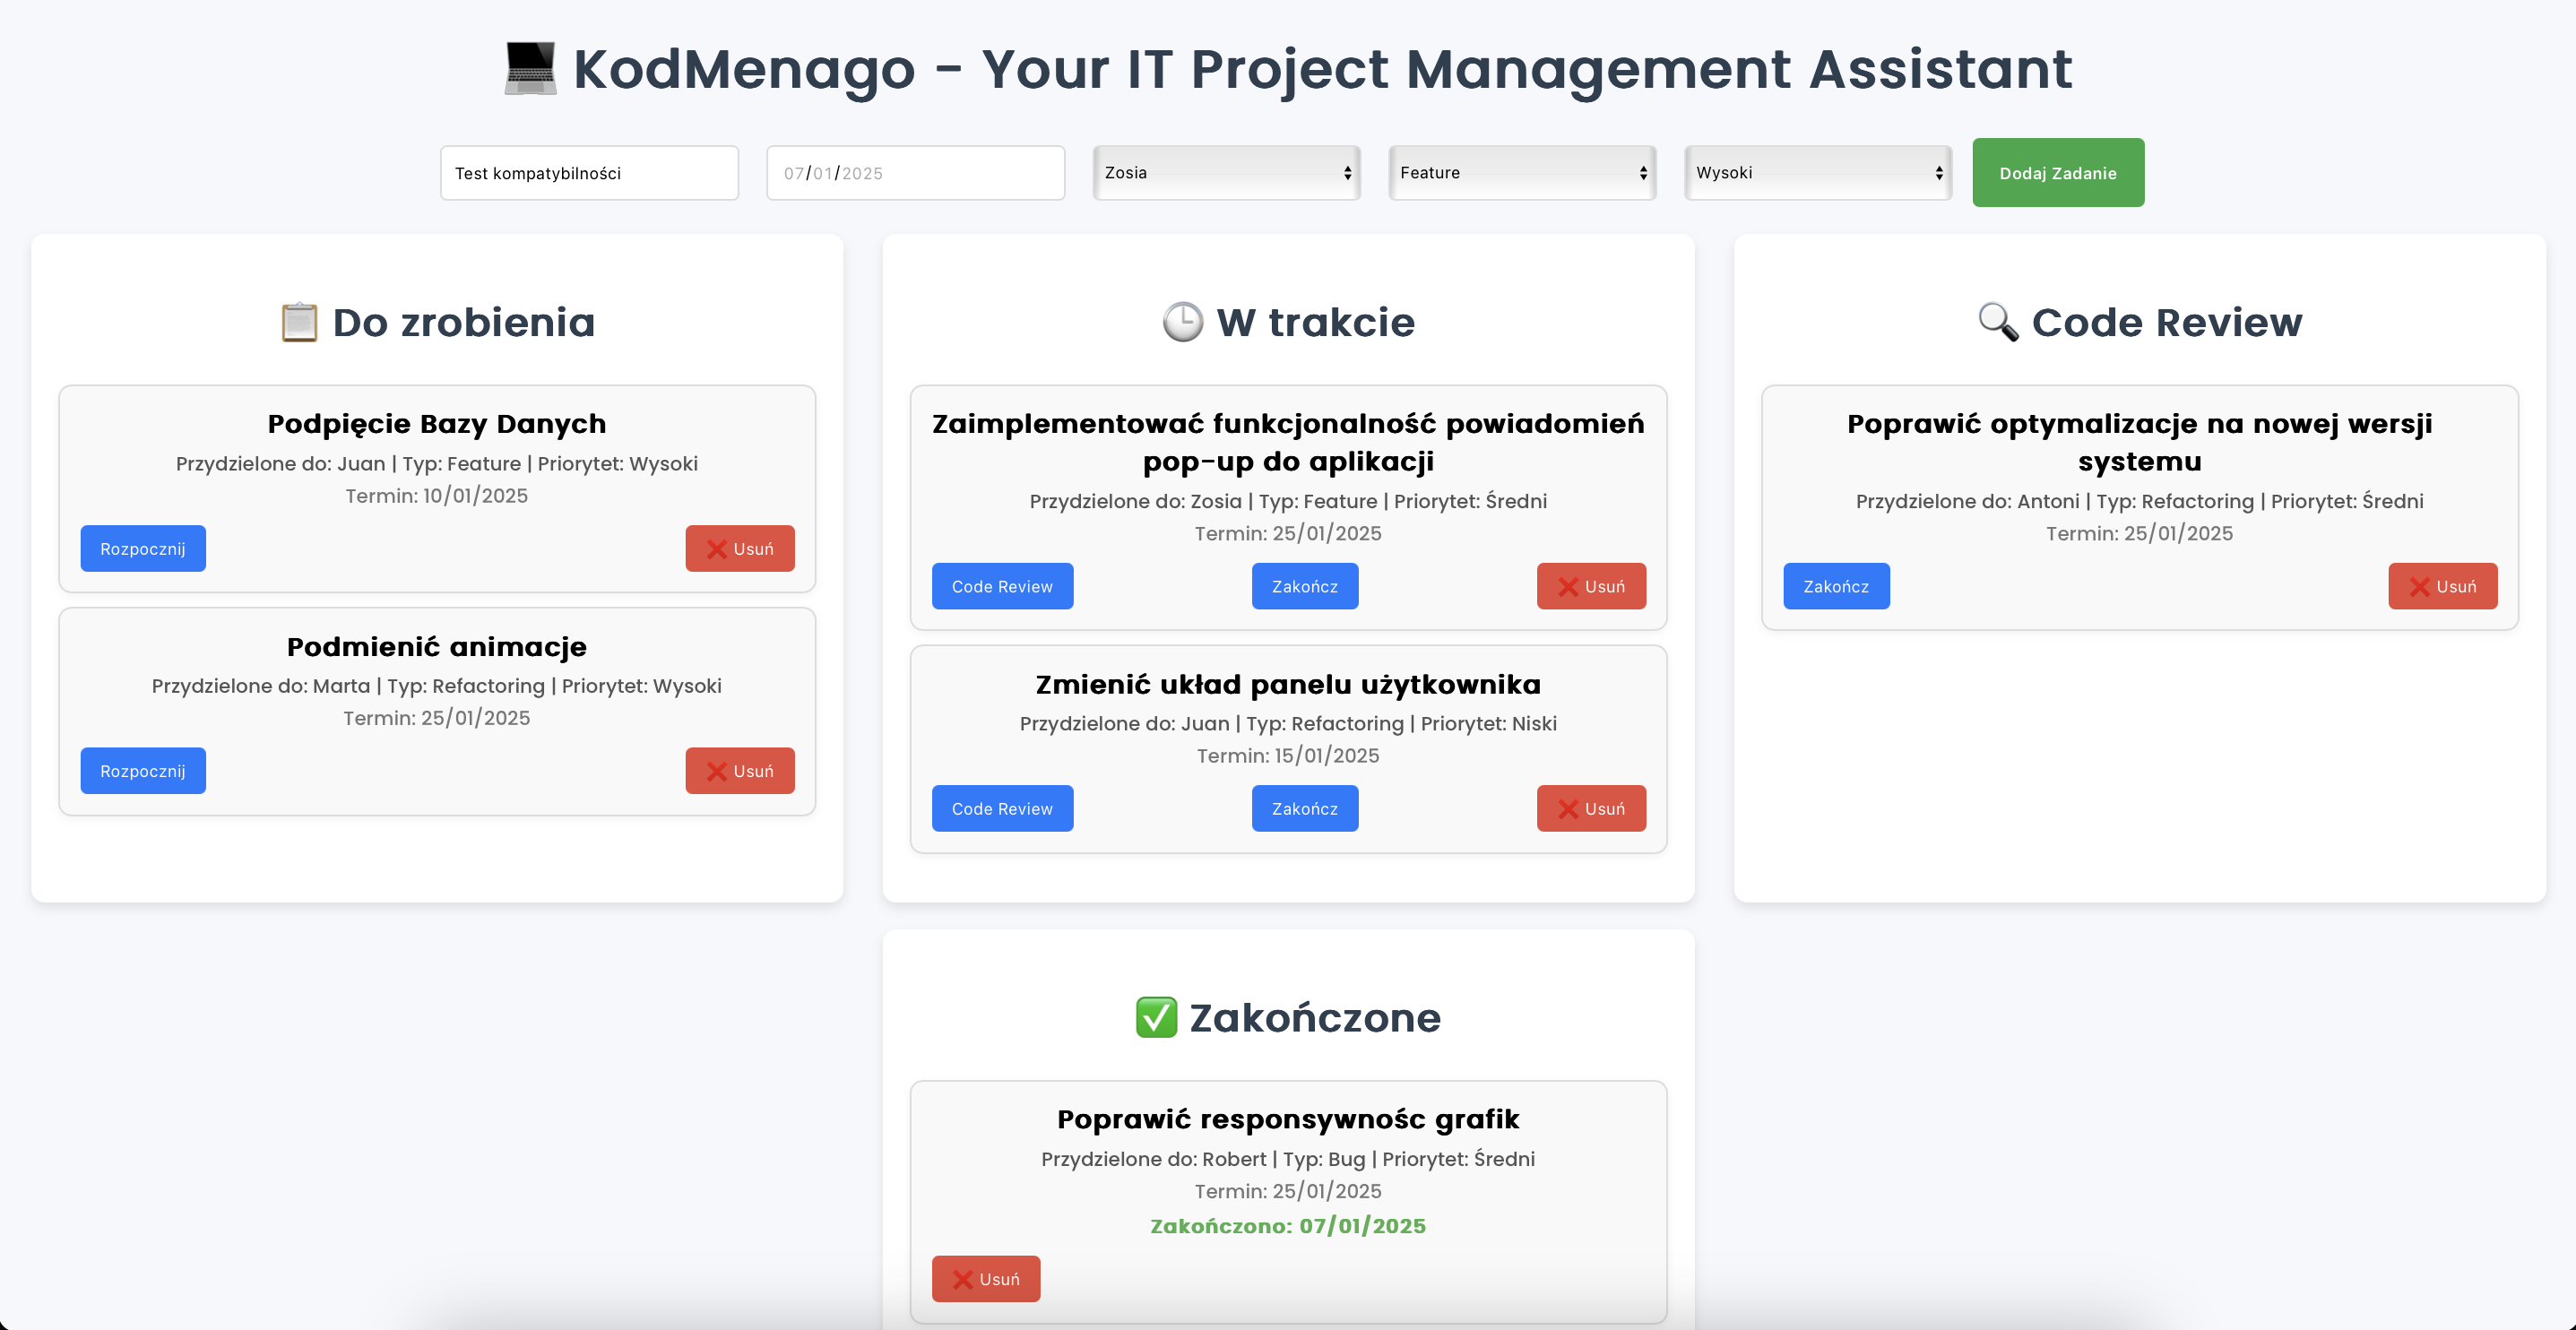 KodMenago - Your IT Project Management Assistant
Test kompatybilności
07/01/2025
Zosia
Feature
Wysoki
Dodaj Zadanie
Do zrobienia
Podpięcie Bazy Danych
Przydzielone do: Juan | Typ: Feature | Priorytet: Wysoki
Termin: 10/01/2025
Rozpocznij
Usuń
Podmienić animacje
Przydzielone do: Marta | Typ: Refactoring | Priorytet: Wysoki
Termin: 25/01/2025
Rozpocznij
Usuń
W trakcie
Zaimplementować funkcjonalność powiadomień
pop-up do aplikacji
Przydzielone do: Zosia | Typ: Feature | Priorytet: Średni
Termin: 25/01/2025
Code Review
Zakończ
Usuń
Zmienić układ panelu użytkownika
Przydzielone do: Juan | Typ: Refactoring | Priorytet: Niski
Termin: 15/01/2025
Code Review
Zakończ
Usuń
Code Review
Poprawić optymalizacje na nowej wersji
systemu
Przydzielone do: Antoni | Typ: Refactoring | Priorytet: Średni
Termin: 25/01/2025
Zakończ
Usuń
Zakończone
Poprawić responsywnośc grafik
Przydzielone do: Robert | Typ: Bug | Priorytet: Średni
Termin: 25/01/2025
Zakończono: 07/01/2025
Usuń